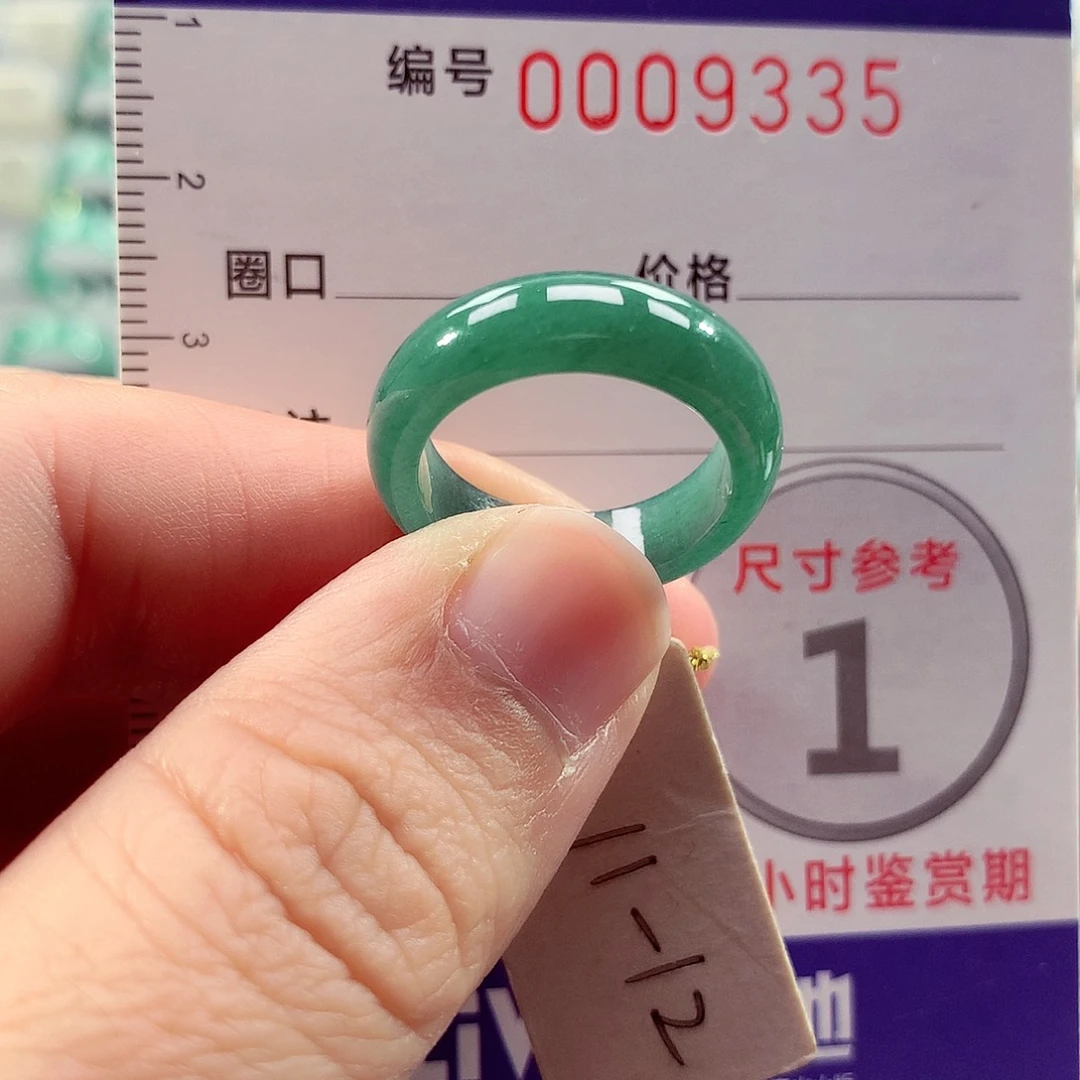 1
编号 0009335
2
圈口 价格
3
尺寸参考
1
小时鉴赏期
11-12